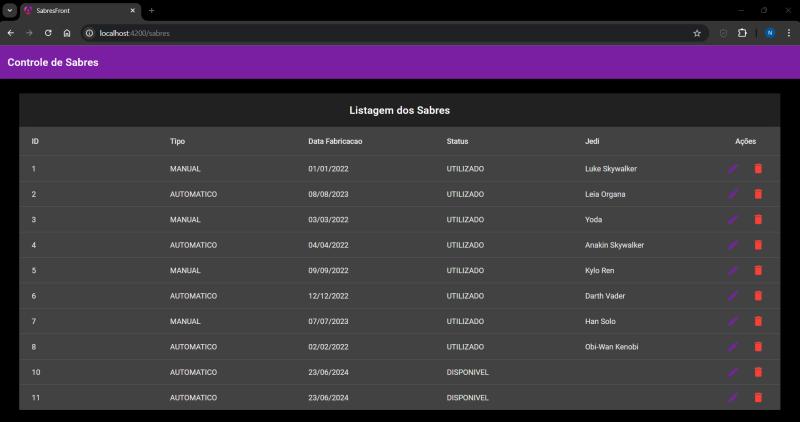 SabresFront
localhost:4200/sabres
N
Controle de Sabres
Listagem dos Sabres
ID Tipo Data Fabricacao Status Jedi Ações
1 MANUAL 01/01/2022 UTILIZADO Luke Skywalker
2 AUTOMATICO 08/08/2023 UTILIZADO Leia Organa
3 MANUAL 03/03/2022 UTILIZADO Yoda
4 AUTOMATICO 04/04/2022 UTILIZADO Anakin Skywalker
5 MANUAL 09/09/2022 UTILIZADO Kylo Ren
6 AUTOMATICO 12/12/2022 UTILIZADO Darth Vader
7 MANUAL 07/07/2023 UTILIZADO Han Solo
8 AUTOMATICO 02/02/2022 UTILIZADO Obi-Wan Kenobi
10 AUTOMATICO 23/06/2024 DISPONIVEL
11 AUTOMATICO 23/06/2024 DISPONIVEL